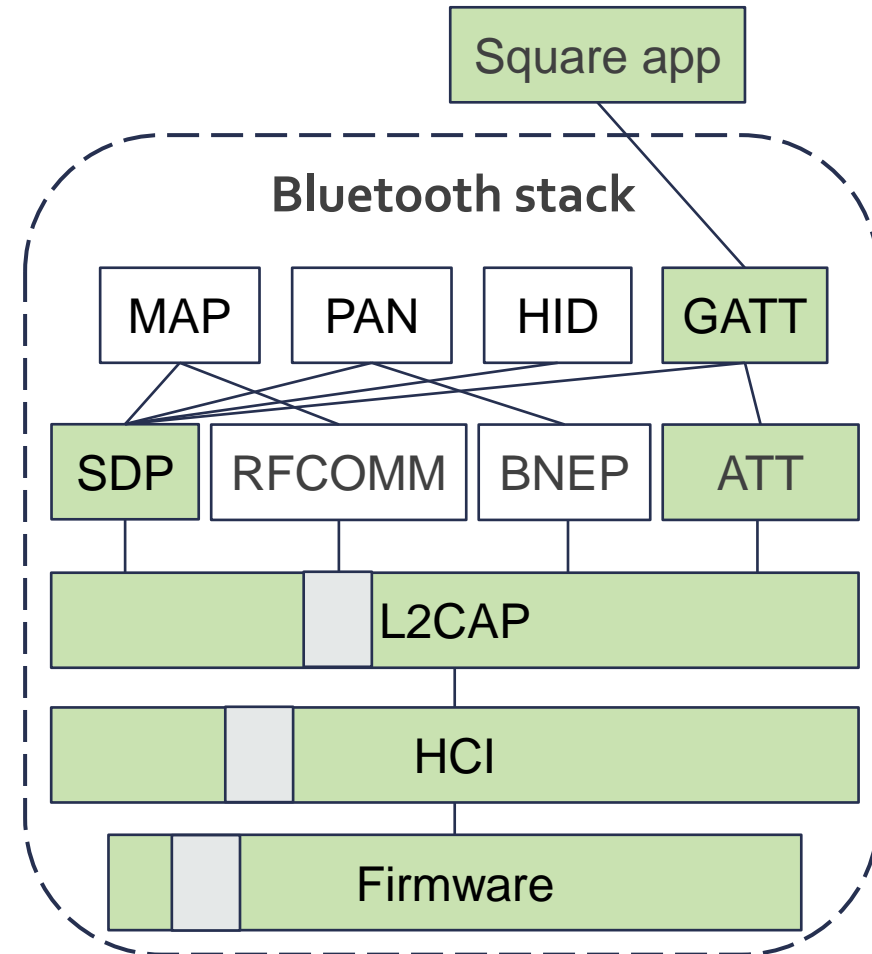 Square app
Bluetooth stack
MAP PAN HID GATT
SDP RFCOMM BNEP ATT
L2CAP
HCI
Firmware